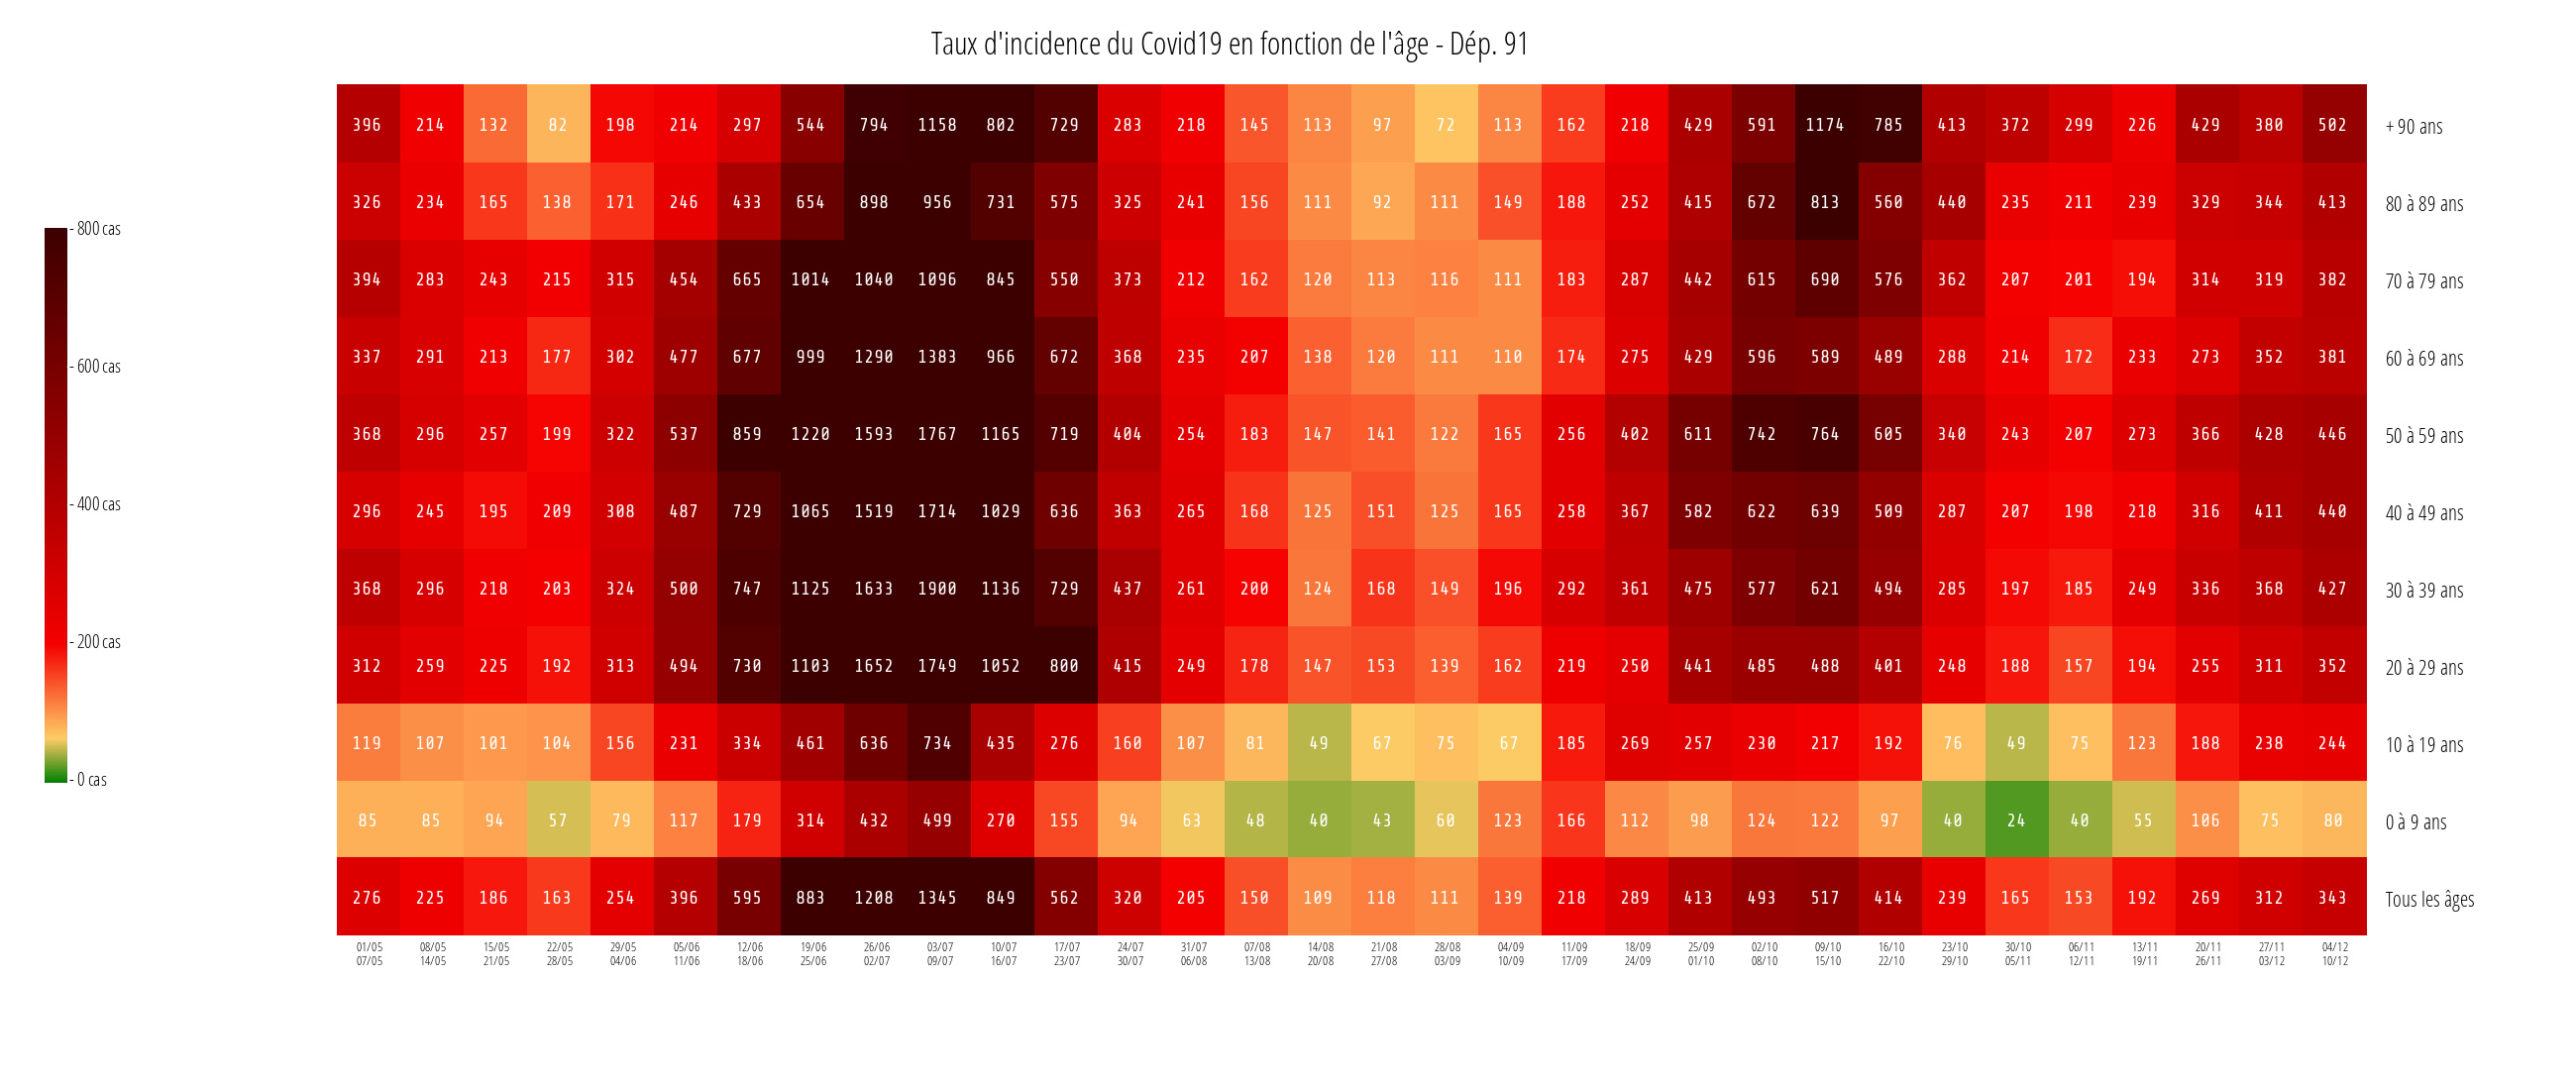 Taux d'incidence du Covid19 en fonction de l'âge - Dép. 91
- 800 cas
- 600 cas
- 400 cas
- 200 cas
- 0 cas
396 214 132 82 198 214 297 544 794 1158 802 729 283 218 145 113 97 72 113 162 218 429 591 1174 785 413 372 299 226 429 380 502 + 90 ans
326 234 165 138 171 246 433 654 898 956 731 575 325 241 156 111 92 111 149 188 252 415 672 813 560 440 235 211 239 329 344 413 80 à 89 ans
394 283 243 215 315 454 665 1014 1040 1096 845 550 373 212 162 120 113 116 111 183 287 442 615 690 576 362 207 201 194 314 319 382 70 à 79 ans
337 291 213 177 302 477 677 999 1290 1383 966 672 368 235 207 138 120 111 110 174 275 429 596 589 489 288 214 172 233 273 352 381 60 à 69 ans
368 296 257 199 322 537 859 1220 1593 1767 1165 719 404 254 183 147 141 122 165 256 402 611 742 764 605 340 243 207 273 366 428 446 50 à 59 ans
296 245 195 209 308 487 729 1065 1519 1714 1029 636 363 265 168 125 151 125 165 258 367 582 622 639 509 287 207 198 218 316 411 440 40 à 49 ans
368 296 218 203 324 500 747 1125 1633 1900 1136 729 437 261 200 124 168 149 196 292 361 475 577 621 494 285 197 185 249 336 368 427 30 à 39 ans
312 259 225 192 313 494 730 1103 1652 1749 1052 800 415 249 178 147 153 139 162 219 250 441 485 488 401 248 188 157 194 255 311 352 20 à 29 ans
119 107 101 104 156 231 334 461 636 734 435 276 160 107 81 49 67 75 67 185 269 257 230 217 192 76 49 75 123 188 238 244 10 à 19 ans
85 85 94 57 79 117 179 314 432 499 270 155 94 63 48 40 43 60 123 166 112 98 124 122 97 40 24 40 55 106 75 80 0 à 9 ans
276 225 186 163 254 396 595 883 1208 1345 849 562 320 205 150 109 118 111 139 218 289 413 493 517 414 239 165 153 192 269 312 343 Tous les âges
01/05 08/05 15/05 22/05 29/05 05/06 12/06 19/06 26/06 03/07 10/07 17/07 24/07 31/07 07/08 14/08 21/08 28/08 04/09 11/09 18/09 25/09 02/10 09/10 16/10 23/10 30/10 06/11 13/11 20/11 27/11 04/12
07/05 14/05 21/05 28/05 04/06 11/06 18/06 25/06 02/07 09/07 16/07 23/07 30/07 06/08 13/08 20/08 27/08 03/09 10/09 17/09 24/09 01/10 08/10 15/10 22/10 29/10 05/11 12/11 19/11 26/11 03/12 10/12